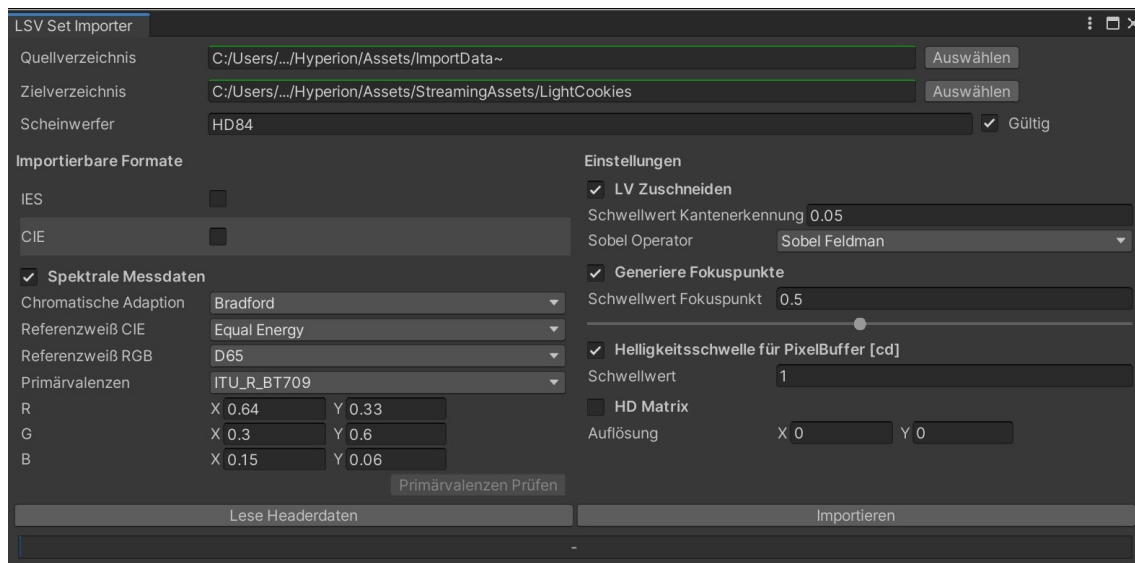 LSV Set Importer
Quellverzeichnis C:/Users/.../Hyperion/Assets/ImportData~ Auswählen
Zielverzeichnis C:/Users/.../Hyperion/Assets/StreamingAssets/LightCookies Auswählen
Scheinwerfer HD84 Gültig
Importierbare Formate
IES
CIE
Spektrale Messdaten
Chromatische Adaption Bradford
Referenzweiß CIE Equal Energy
Referenzweiß RGB D65
Primärvalenzen ITU_R_BT709
R X 0.64 Y 0.33
G X 0.3 Y 0.6
B X 0.15 Y 0.06
Primärvalenzen Prüfen
Einstellungen
LV Zuschneiden
Schwellwert Kantenerkennung 0.05
Sobel Operator Sobel Feldman
Generiere Fokuspunkte
Schwellwert Fokuspunkt 0.5
Helligkeitsschwelle für PixelBuffer [cd]
Schwellwert 1
HD Matrix
Auflösung X 0 Y 0
Lese Headerdaten Importieren
-